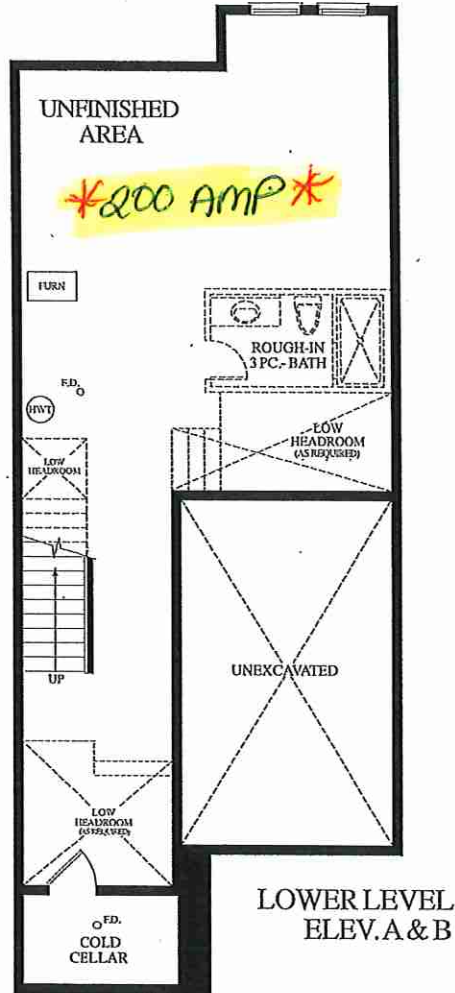 UNFINISHED
AREA
*200 AMP*
FURN
F.D.
ROUGH-IN
3 PC.- BATH
HWT
LOW
HEADROOM
LOW
HEADROOM
(AS REQUIRED)
UP
UNEXCAVATED
LOW
HEADROOM
(AS REQUIRED)
F.D.
COLD
CELLAR
LOWER LEVEL
ELEV. A & B